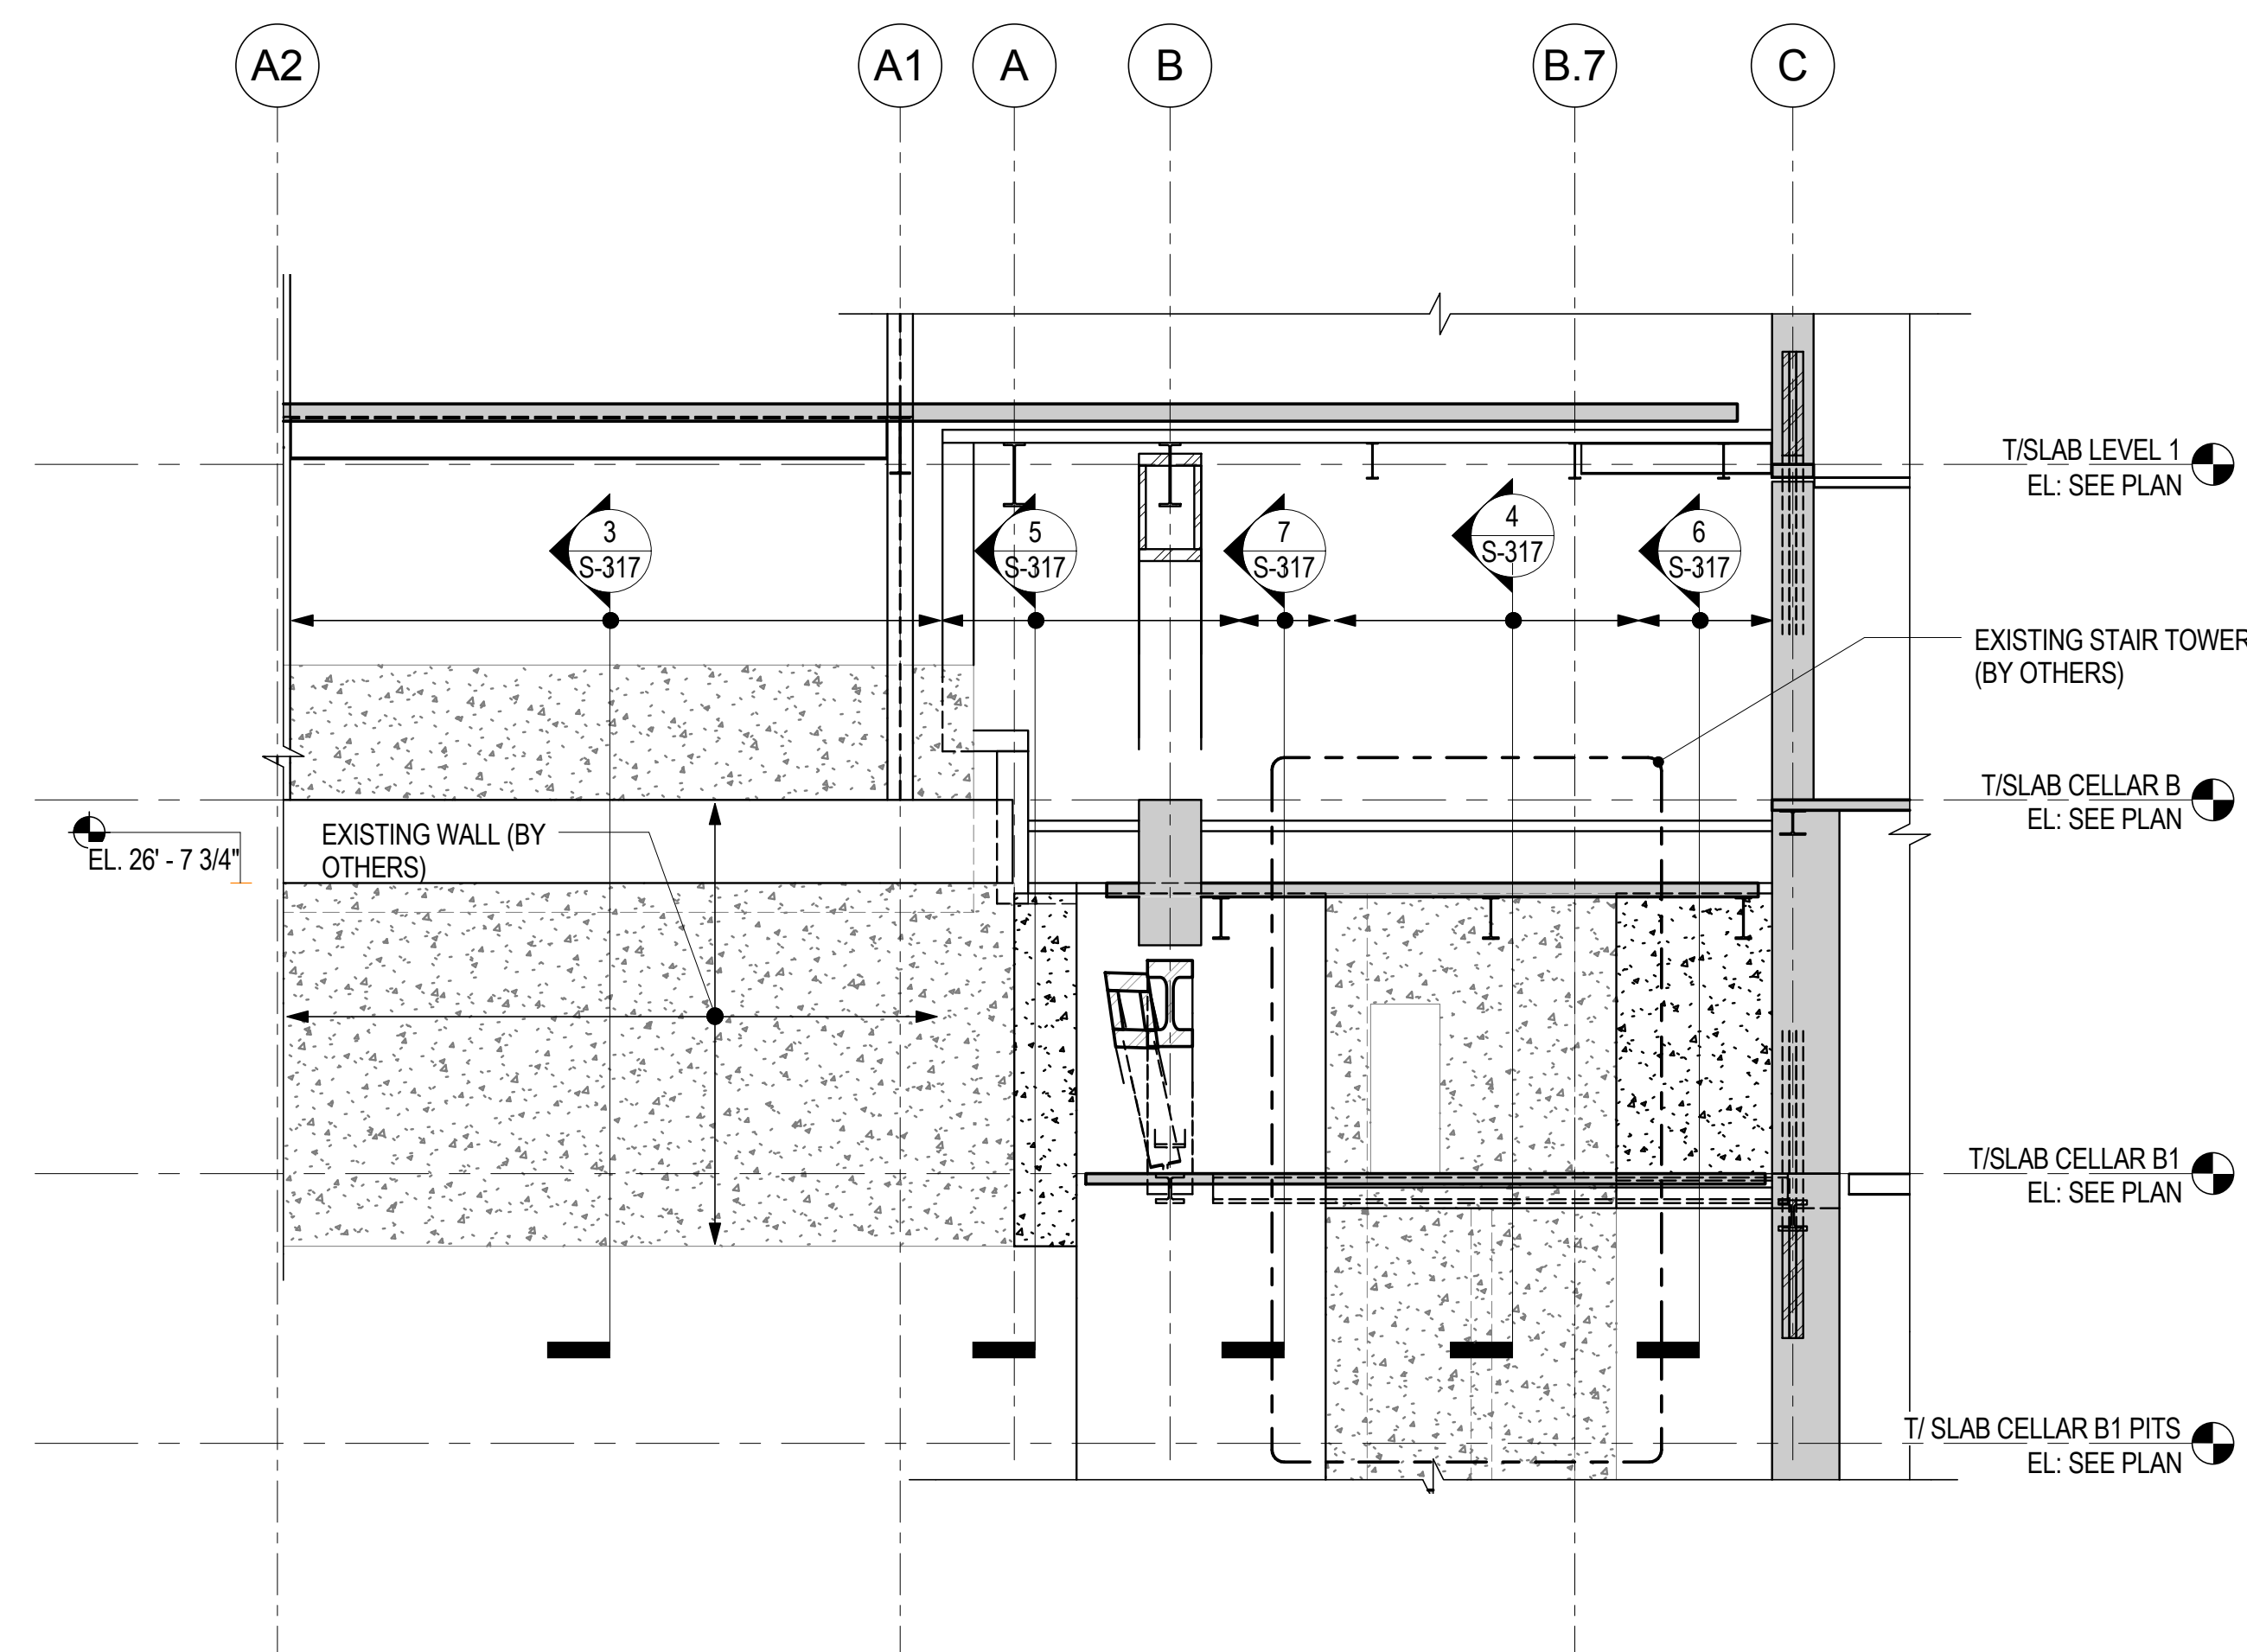 A2
A1
A
B
B.7
C
T/SLAB LEVEL 1
EL: SEE PLAN
3
S-317
5
S-317
7
S-317
4
S-317
6
S-317
EXISTING STAIR TOWER
(BY OTHERS)
T/SLAB CELLAR B
EL: SEE PLAN
EXISTING WALL (BY
OTHERS)
EL. 26' - 7 3/4"
T/SLAB CELLAR B1
EL: SEE PLAN
T/ SLAB CELLAR B1 PITS
EL: SEE PLAN